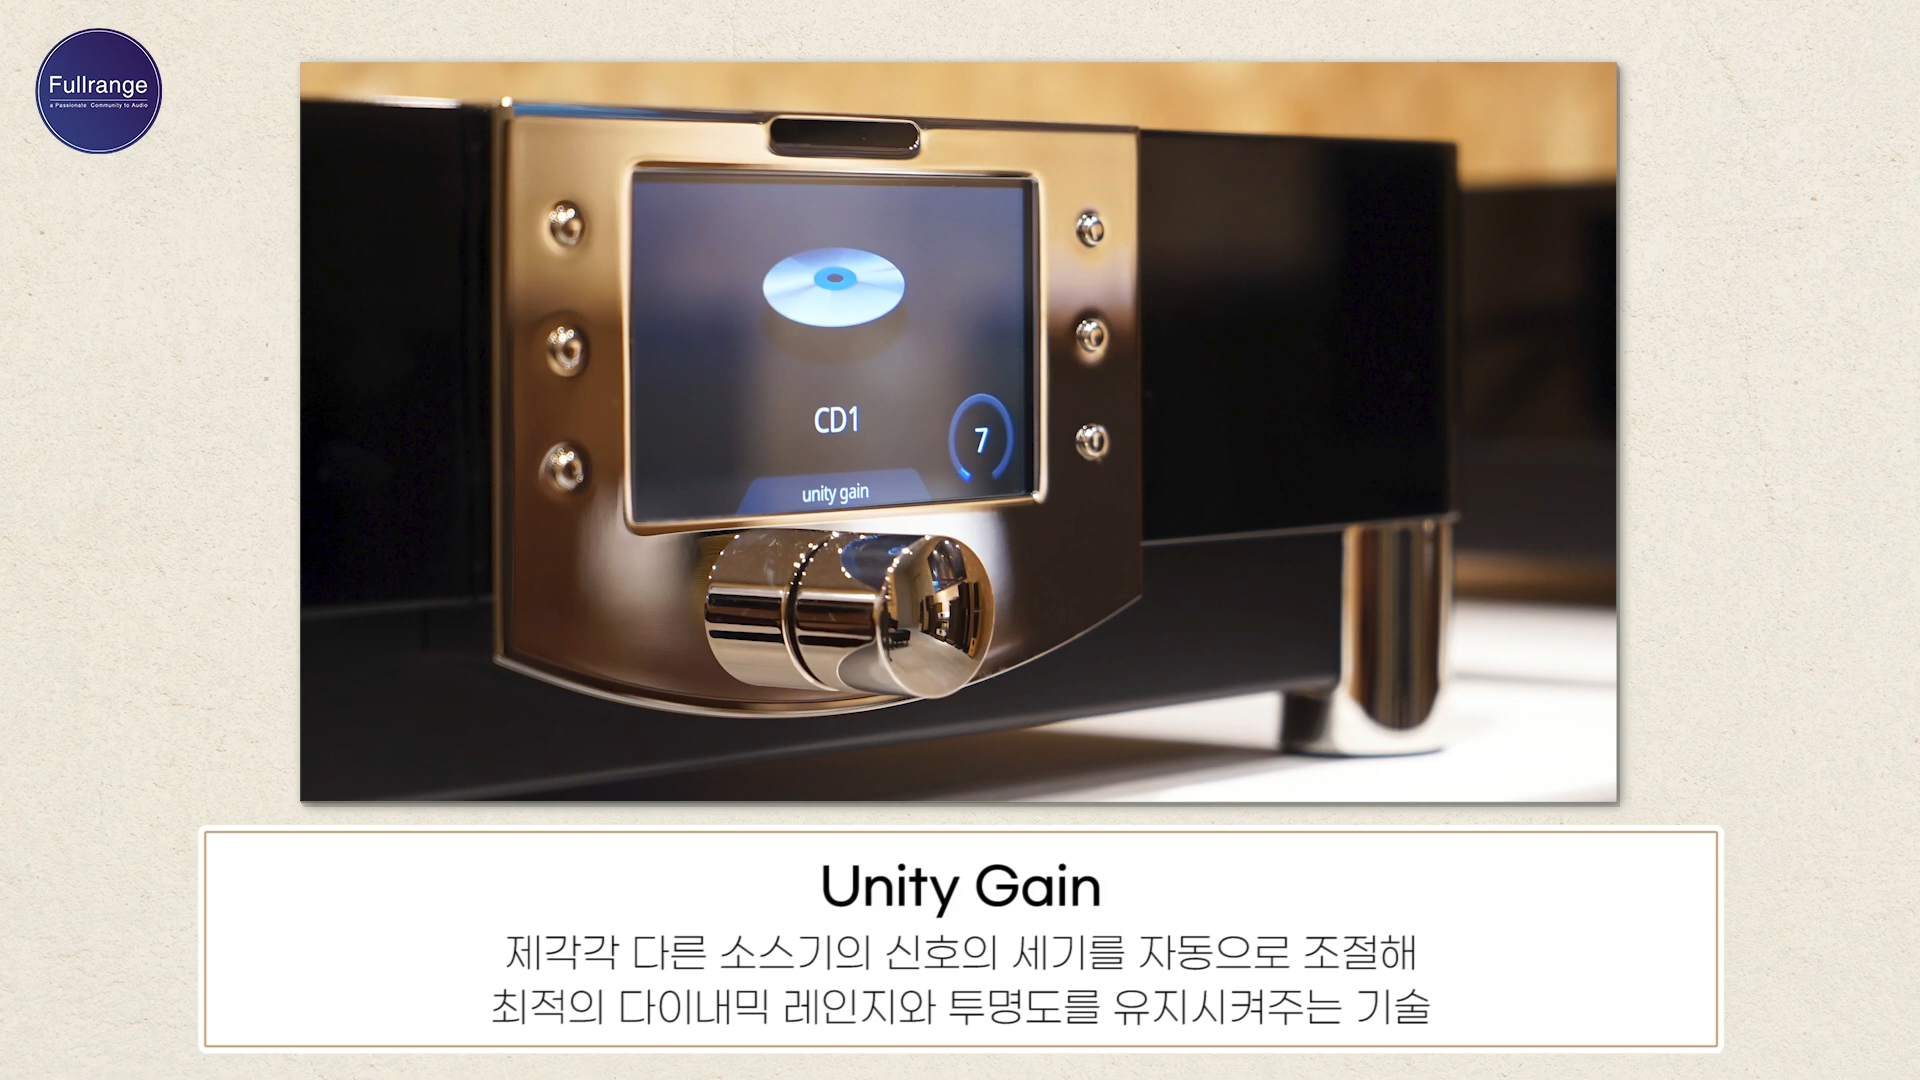 Fullrange
a Passionate Community to Audio
CD1
7
unity gain
Unity Gain
제각각 다른 소스기의 신호의 세기를 자동으로 조절해
최적의 다이내믹 레인지와 투명도를 유지시켜주는 기술